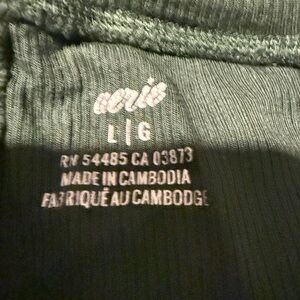 aerie
L|G
RN 54485 CA 03873
MADE IN CAMBODIA
FABRIQUÉ AU CAMBODGE